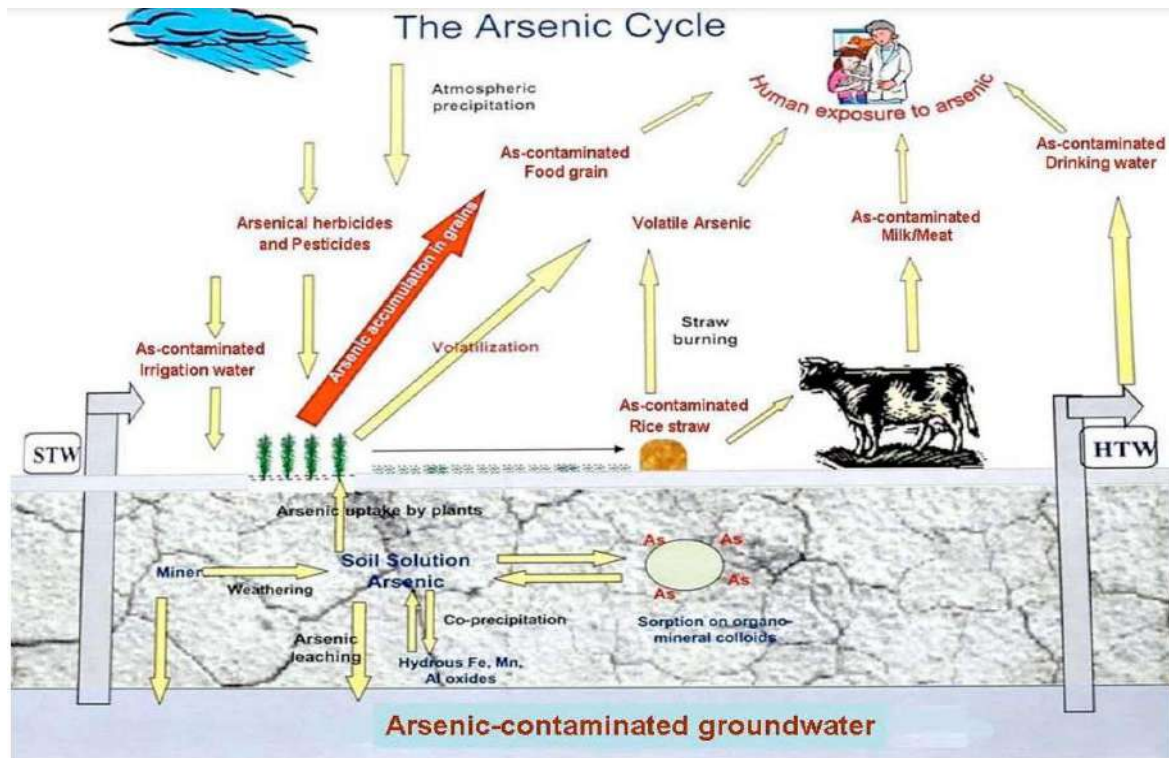 The Arsenic Cycle
Atmospheric
precipitation
Human exposure to arsenic
As-contaminated
Food grain
As-contaminated
Drinking water
Arsenical herbicides
and Pesticides
Volatile Arsenic
As-contaminated
Milk/Meat
Arsenic accumulation in grains
Volatilization
Straw
burning
As-contaminated
Irrigation water
As-contaminated
Rice straw
STW
HTW
Arsenic uptake by plants
Soil Solution
Arsenic
Miner
Weathering
As
As
As
As
Co-precipitation
Sorption on organo-
mineral colloids
Arsenic
leaching
Hydrous Fe, Mn,
Al oxides
Arsenic-contaminated groundwater